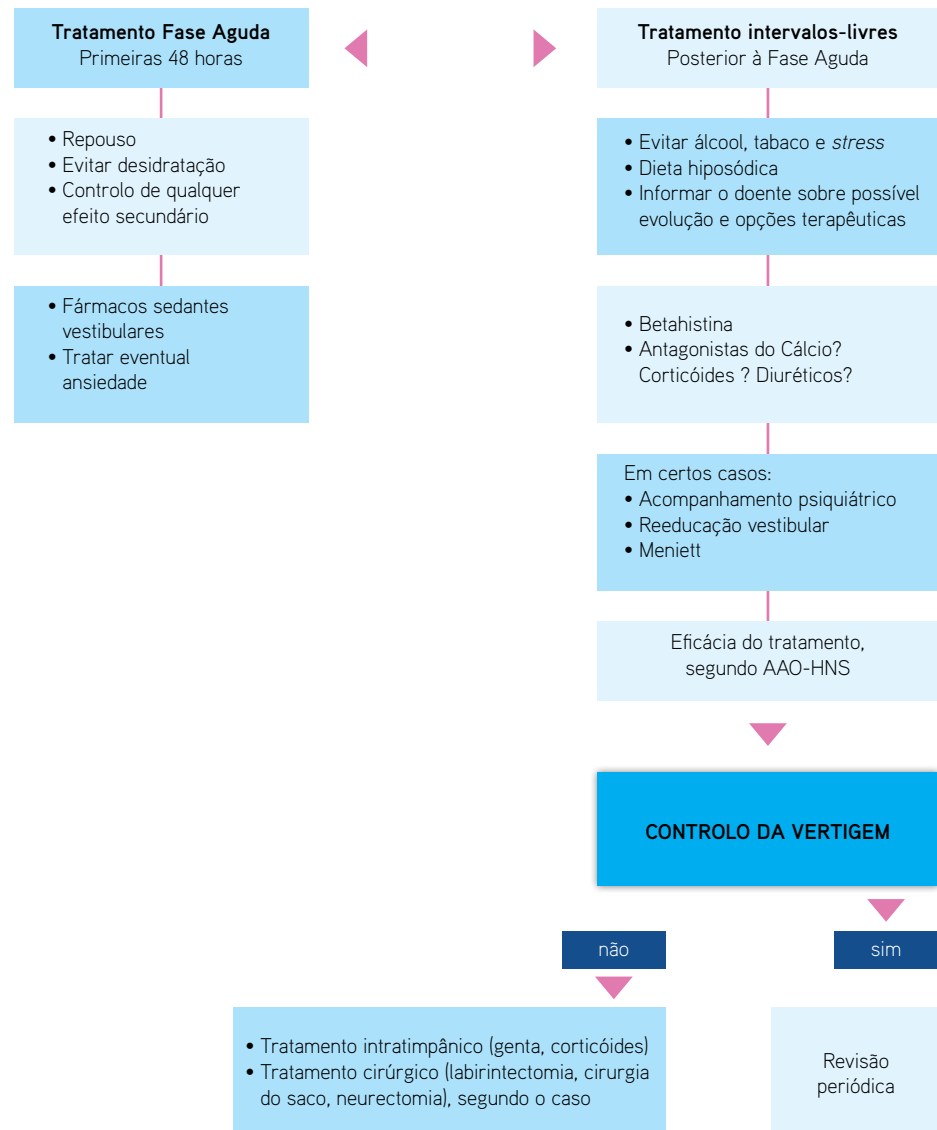 Tratamento Fase Aguda
Primeiras 48 horas
• Repouso
• Evitar desidratação
• Controlo de qualquer
efeito secundário
• Fármacos sedantes
vestibulares
• Tratar eventual
ansiedade
Tratamento intervalos-livres
Posterior à Fase Aguda
• Evitar álcool, tabaco e stress
• Dieta hiposódica
• Informar o doente sobre possível
evolução e opções terapêuticas
• Betahistina
• Antagonistas do Cálcio?
Corticóides ? Diuréticos?
Em certos casos:
• Acompanhamento psiquiátrico
• Reeducação vestibular
• Meniett
Eficácia do tratamento,
segundo AAO-HNS
CONTROLO DA VERTIGEM
não
sim
• Tratamento intratimpânico (genta, corticóides)
• Tratamento cirúrgico (labirintectomia, cirurgia
do saco, neurectomia), segundo o caso
Revisão
periódica